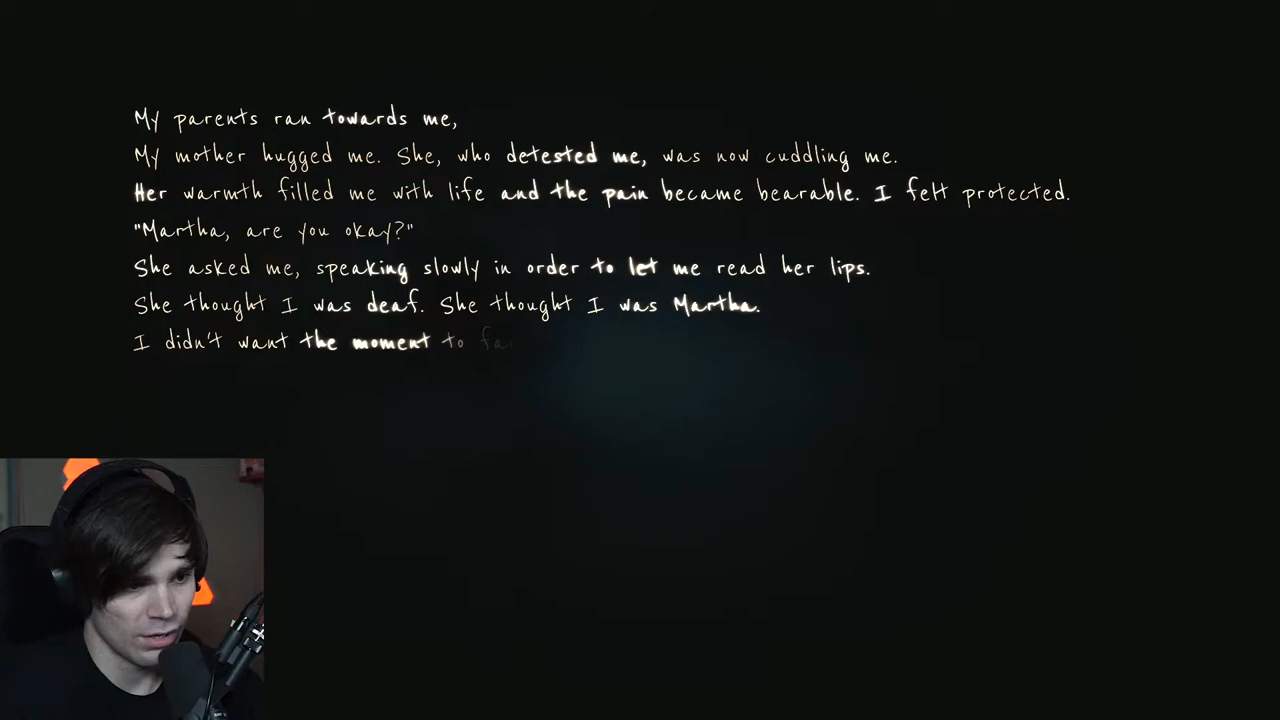 My parents ran towards me,
My mother hugged me. She, who detested me, was now cuddling me.
Her warmth filled me with life and the pain became bearable. I felt protected.
"Martha, are you okay?"
She asked me, speaking slowly in order to let me read her lips.
She thought I was deaf. She thought I was Martha.
I didn't want the moment to